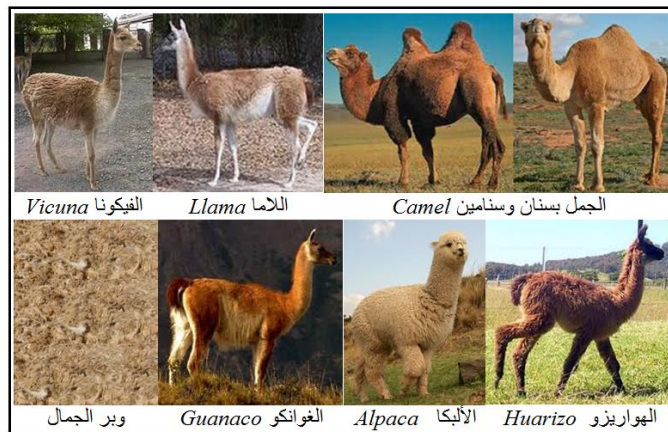 Vicuna الفيكونا
Llama اللاما
Camel الجمل بسنان وسنامين
وبر الجمال
Guanaco الغوانكو
Alpaca الألبكا
Huarizo الهواريزو